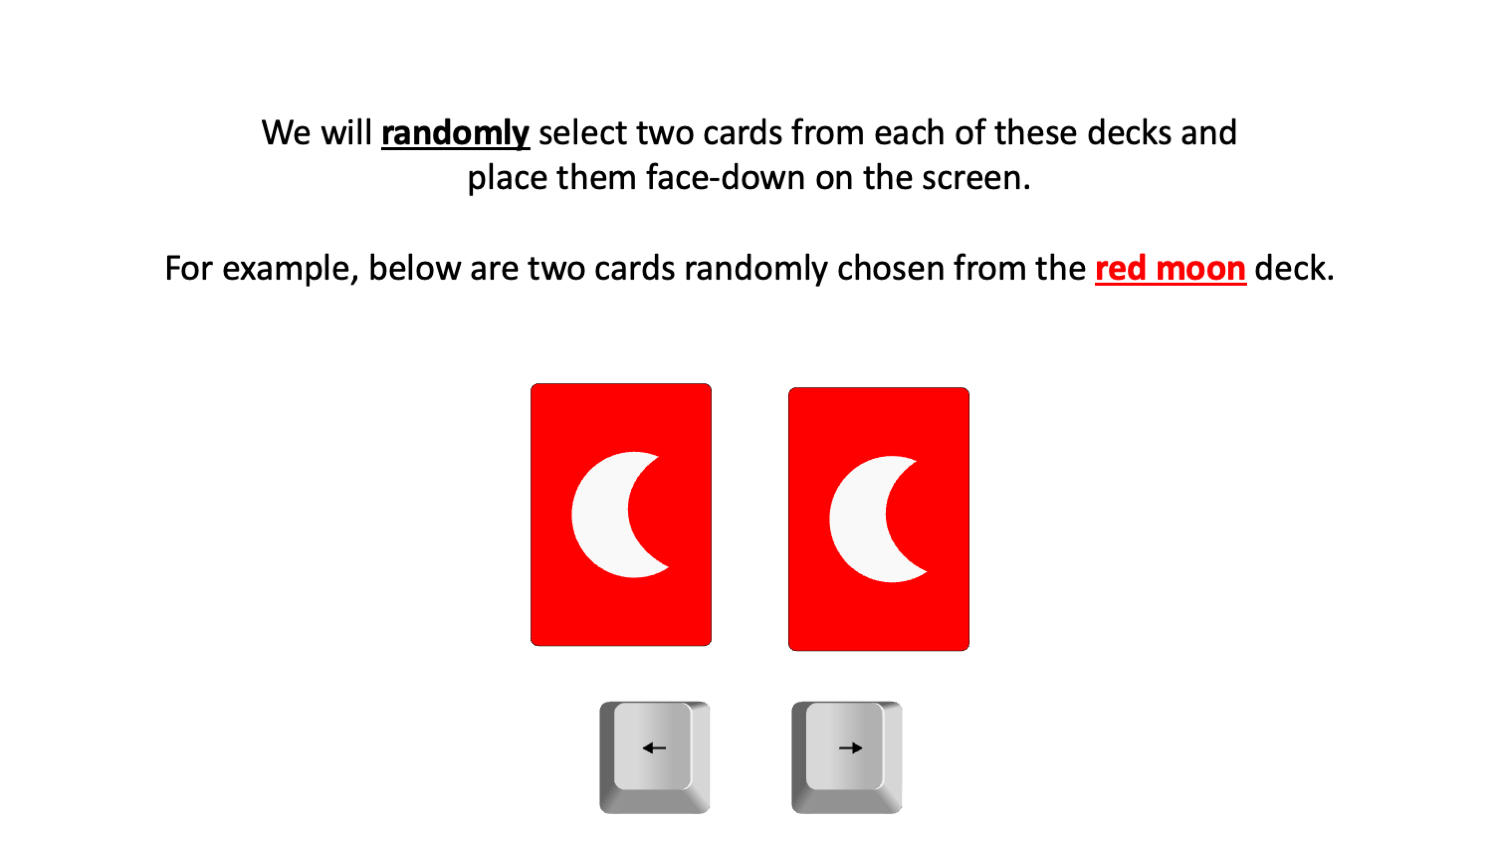 We will randomly select two cards from each of these decks and
place them face-down on the screen.
For example, below are two cards randomly chosen from the red moon deck.
← →